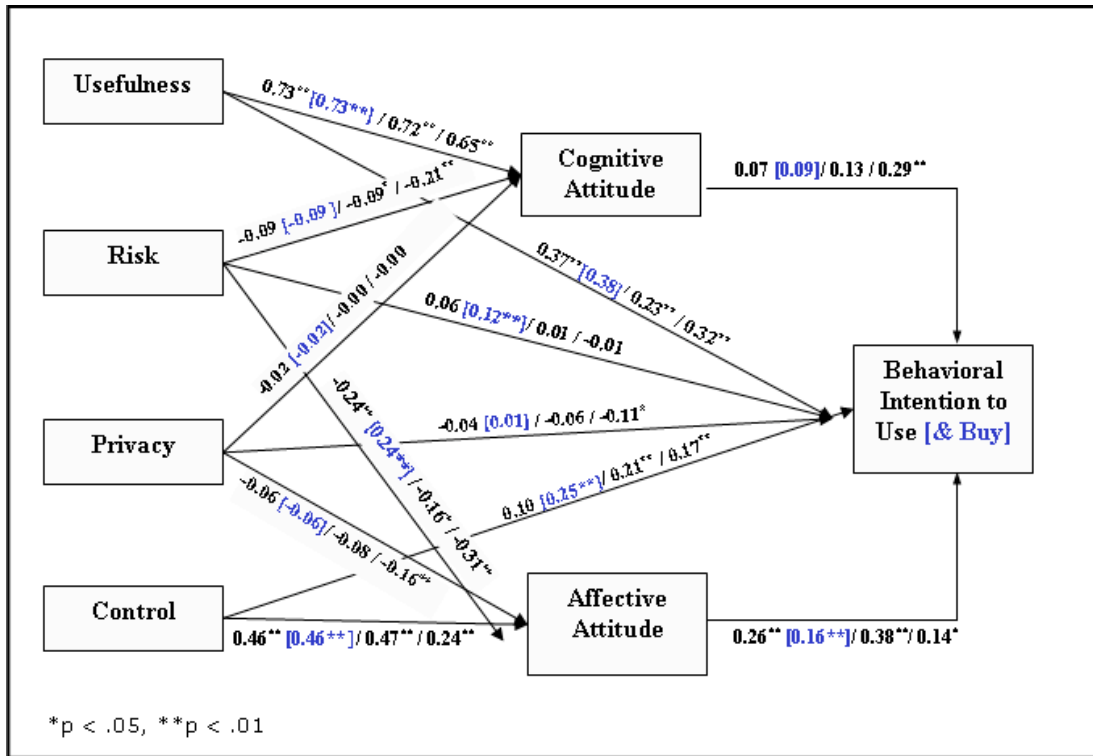 Usefulness
0.73** [0.73**] / 0.72** / 0.65**
Cognitive
Attitude
0.07 [0.09]/ 0.13 / 0.29**
-0.09 [-0.09 ]/ -0.09* / -0.21**
Risk
0.37**[0.38]/ 0.23** / 0.32**
0.06 [0.12**]/ 0.01 / -0.01
-0.02 [-0.02]/ -0.00 / -0.00
Behavioral
Intention to
Use [& Buy]
Privacy
-0.04 [0.01] / -0.06 / -0.11*
-0.24** [0.24**] / -0.16* / -0.31**
0.10 [0.25**]/ 0.21** / 0.17**
-0.06 [-0.06]/ -0.08 / -0.16**
Control
Affective
Attitude
0.46** [0.46**]/ 0.47** / 0.24**
0.26** [0.16**]/ 0.38**/ 0.14*
*p < .05, **p < .01